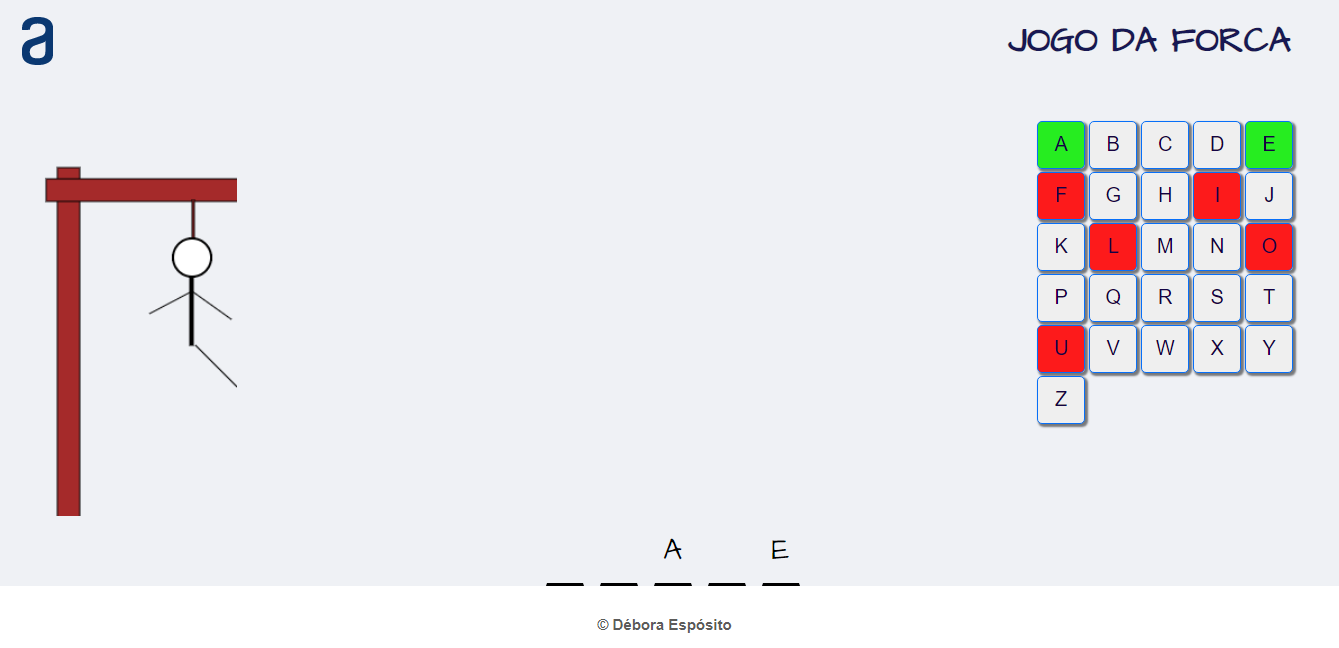 a
JOGO DA FORCA
A B C D E
F G H I J
K L M N O
P Q R S T
U V W X Y
Z
A E
© Débora Espósito